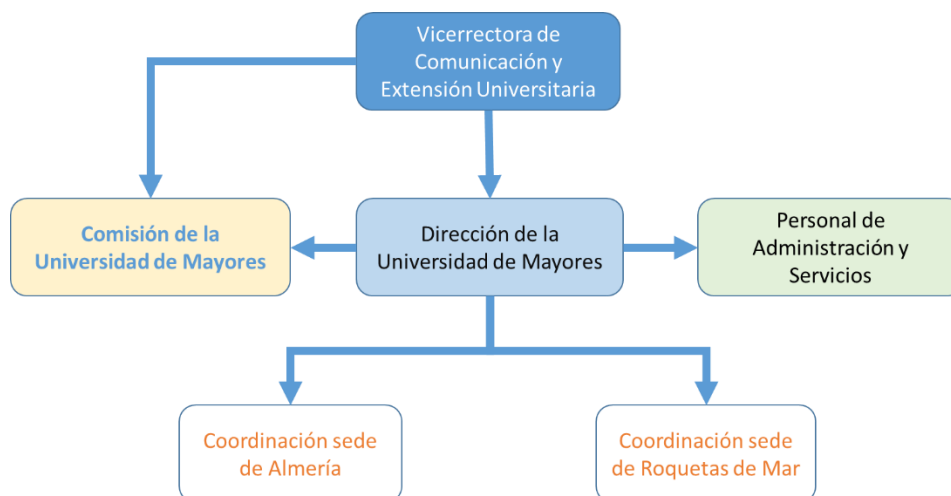 Vicerrectora de
Comunicación y
Extensión Universitaria
Comisión de la
Universidad de Mayores
Dirección de la
Universidad de Mayores
Personal de
Administración y
Servicios
Coordinación sede
de Almería
Coordinación sede
de Roquetas de Mar